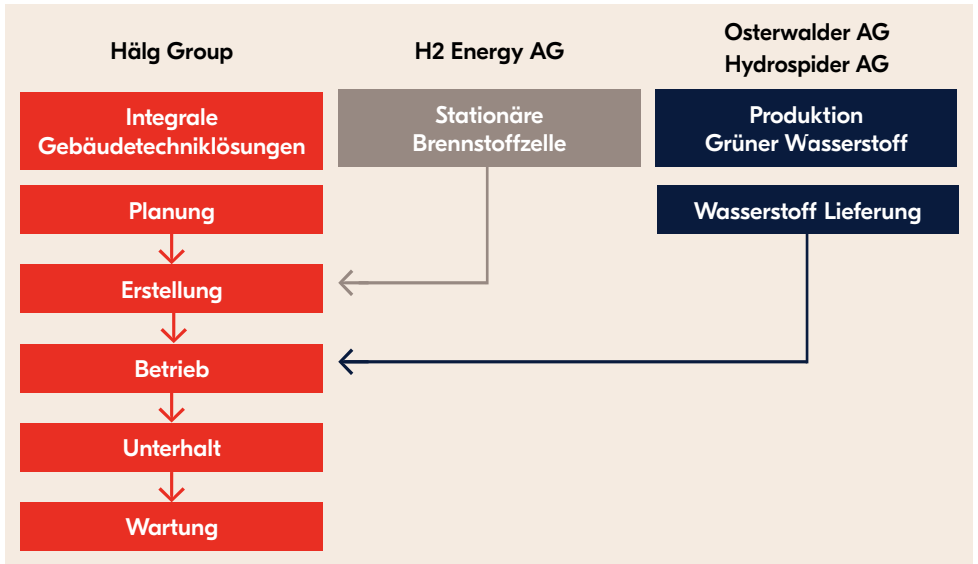 Hälg Group
H2 Energy AG
Osterwalder AG
Hydrospider AG
Integrale
Gebäudetechniklösungen
Stationäre
Brennstoffzelle
Produktion
Grüner Wasserstoff
Planung
Wasserstoff Lieferung
Erstellung
Betrieb
Unterhalt
Wartung